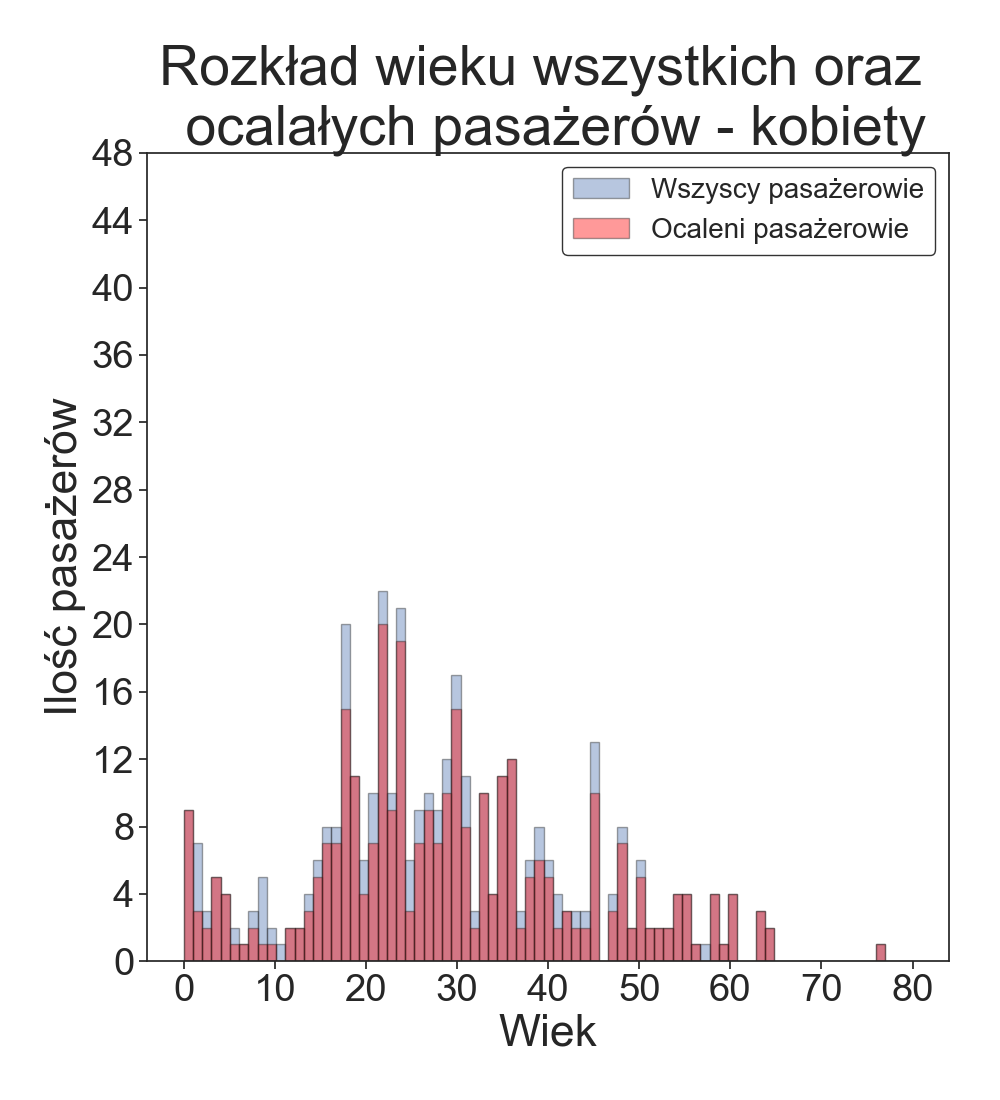 Rozkład wieku wszystkich oraz
ocalałych pasażerów - kobiety
Wszyscy pasażerowie
Ocaleni pasażerowie
48
44
40
36
32
28
24
20
16
12
8
4
0
Ilość pasażerów
0 10 20 30 40 50 60 70 80
Wiek